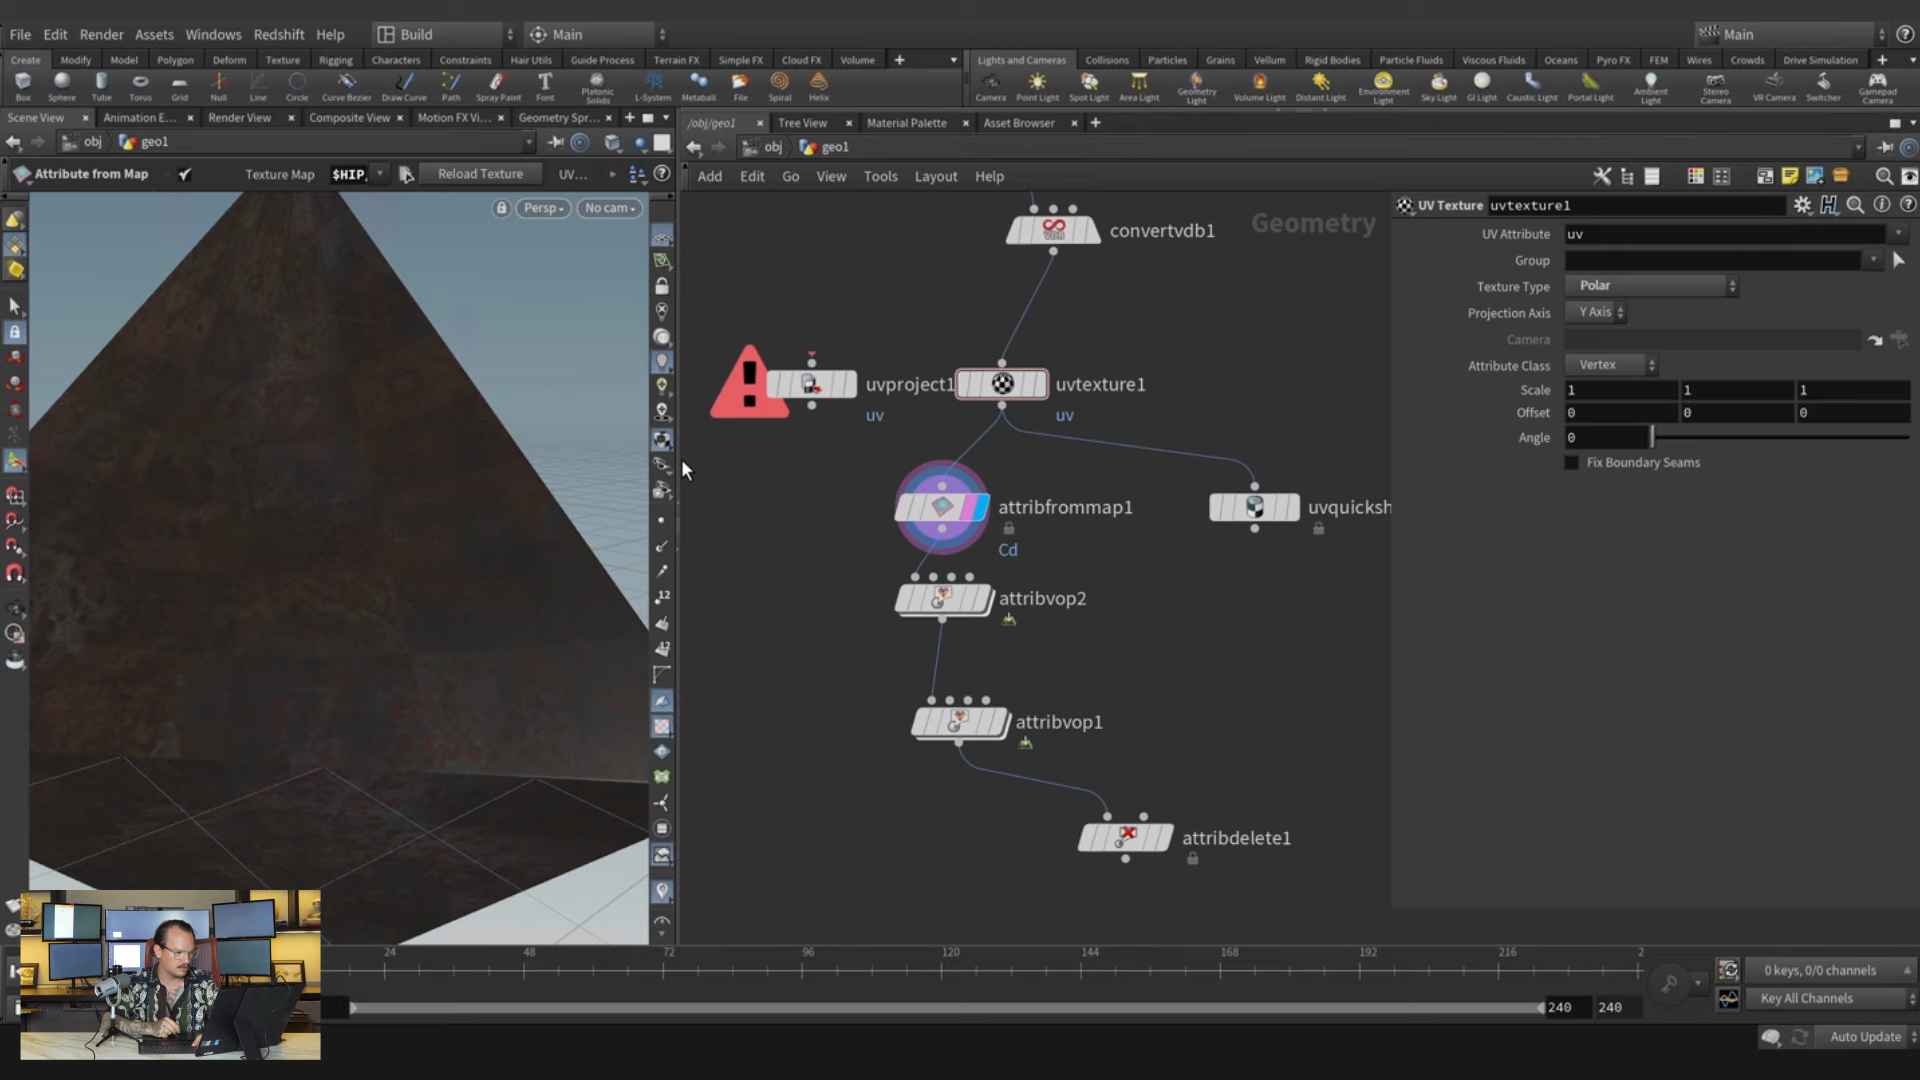 File Edit Render Assets Windows Redshift Help Build Main Main
Create Modify Model Polygon Deform Texture Rigging Characters Constraints Hair Utils Guide Process Terrain FX Simple FX Cloud FX Volume
Lights and Cameras Collisions Particles Grains Vellum Rigid Bodies Particle Fluids Viscous Fluids Oceans Pyro FX FEM Wires Crowds Drive Simulation
Box Sphere Tube Torus Grid Null Line Circle Curve Bezier Draw Curve Path Spray Paint Font Platonic Solids L-System Metaball File Spiral Helix
Camera Point Light Spot Light Area Light Geometry Light Volume Light Distant Light Environment Light Sky Light GI Light Caustic Light Portal Light Ambient Light Stereo Camera VR Camera Switcher Gamepad Camera
Scene View Animation E... Render View Composite View Motion FX Vi... Geometry Spr...
/obj/geo1 Tree View Material Palette Asset Browser
obj geo1
obj geo1
Attribute from Map Texture Map $HIP, Reload Texture UV...
Add Edit Go View Tools Layout Help
Persp No cam
Geometry
convertvdb1
uvproject1
uv
uvtexture1
uv
attribfrommap1
Cd
uvquicksh
attribvop2
attribvop1
attribdelete1
UV Texture uvtexture1
UV Attribute uv
Group
Texture Type Polar
Projection Axis Y Axis
Camera
Attribute Class Vertex
Scale 1 1 1
Offset 0 0 0
Angle 0
Fix Boundary Seams
12
12
24 48 72 96 120 144 168 192 216 2
240 240
0 keys, 0/0 channels
Key All Channels
Auto Update